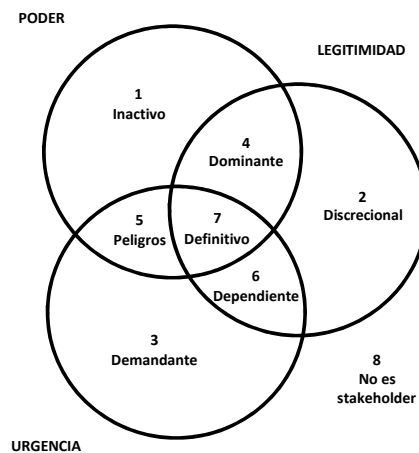 PODER
LEGITIMIDAD
1
Inactivo
4
Dominante
2
Discrecional
5
Peligros
7
Definitivo
6
Dependiente
3
Demandante
8
No es
stakeholder
URGENCIA